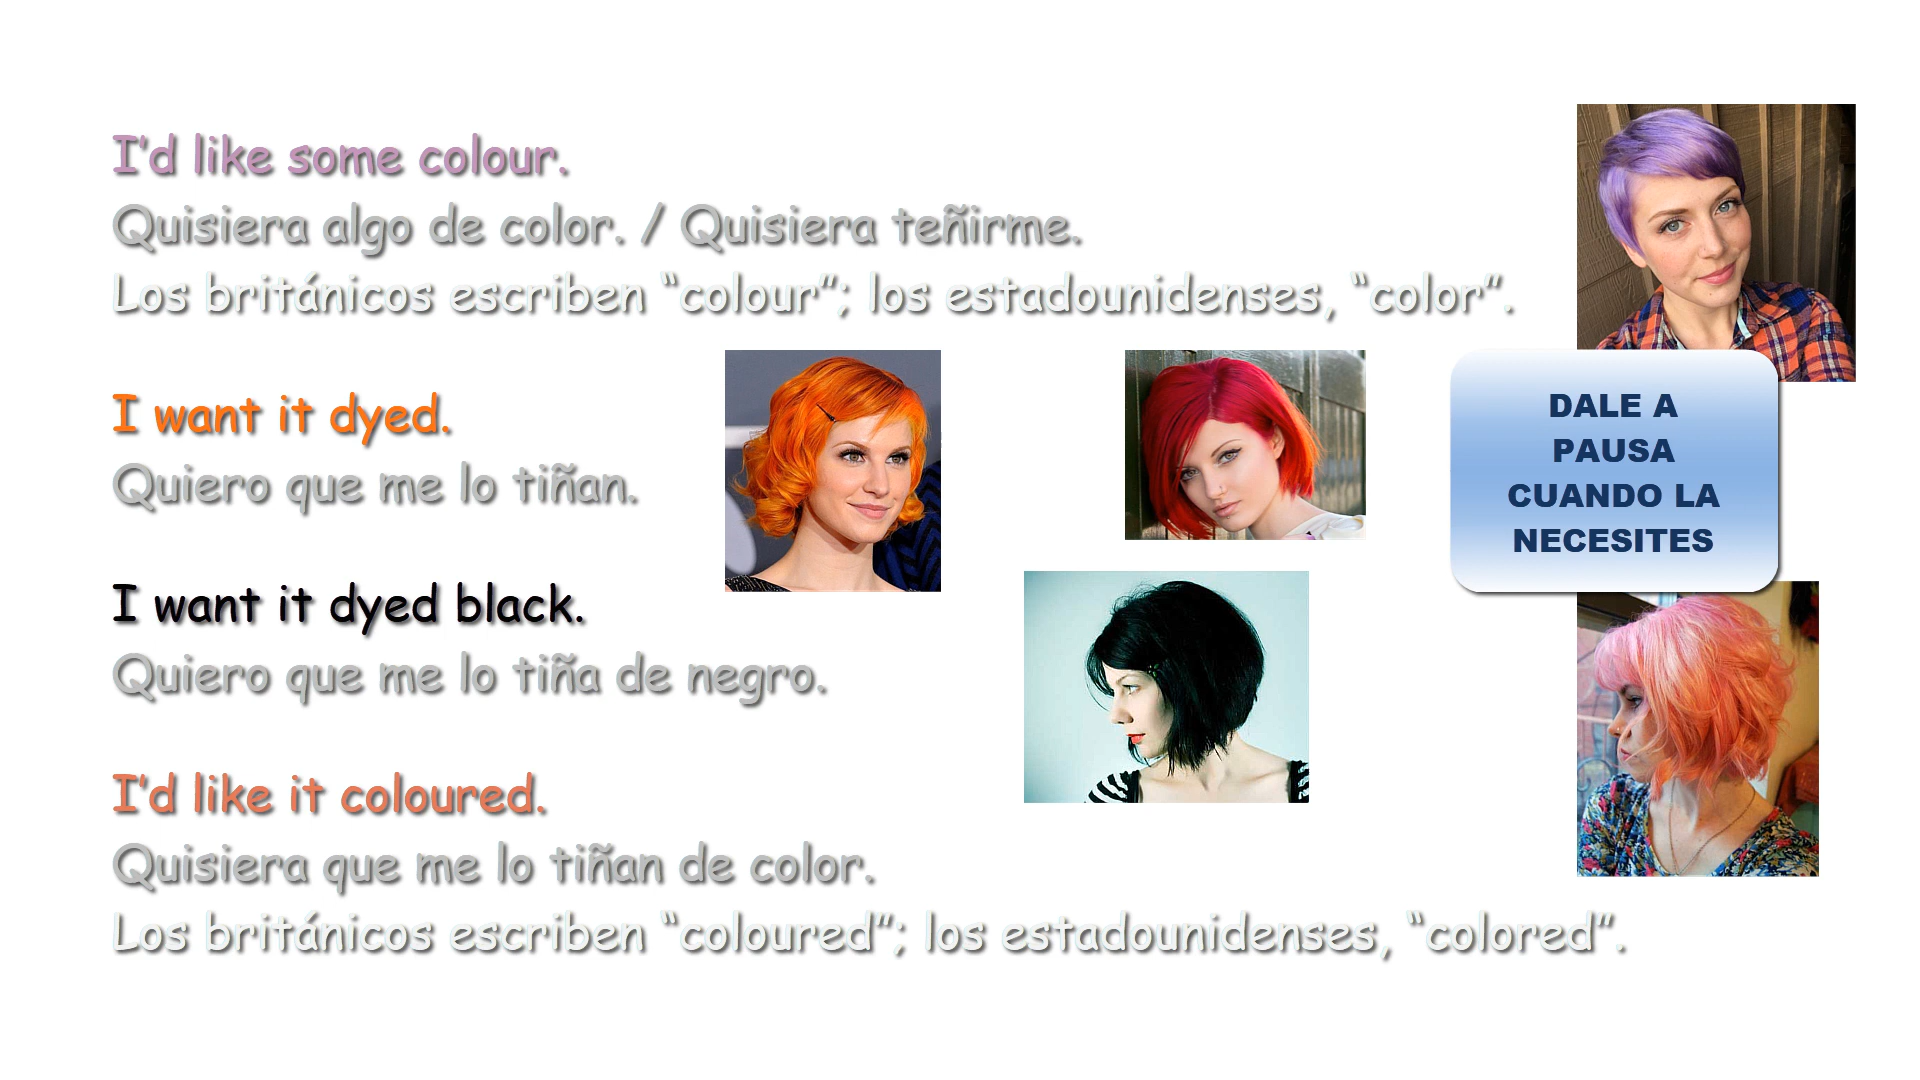 I'd like some colour.
Quisiera algo de color. / Quisiera teñirme.
Los británicos escriben “colour”; los estadounidenses, “color”.
I want it dyed.
Quiero que me lo tiñan.
I want it dyed black.
Quiero que me lo tiña de negro.
I'd like it coloured.
Quisiera que me lo tiñan de color.
Los británicos escriben “coloured”; los estadounidenses, “colored”.
DALE A
PAUSA
CUANDO LA
NECESITES